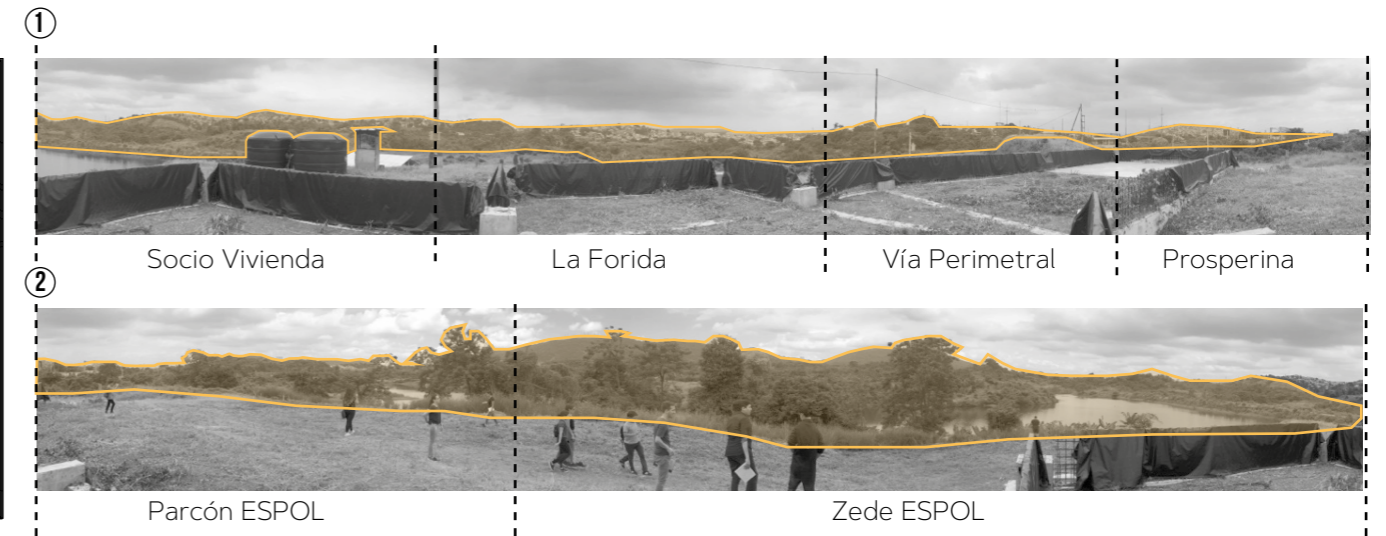 ①
Socio Vivienda La Forida Vía Perimetral Prosperina
②
Parcón ESPOL Zede ESPOL